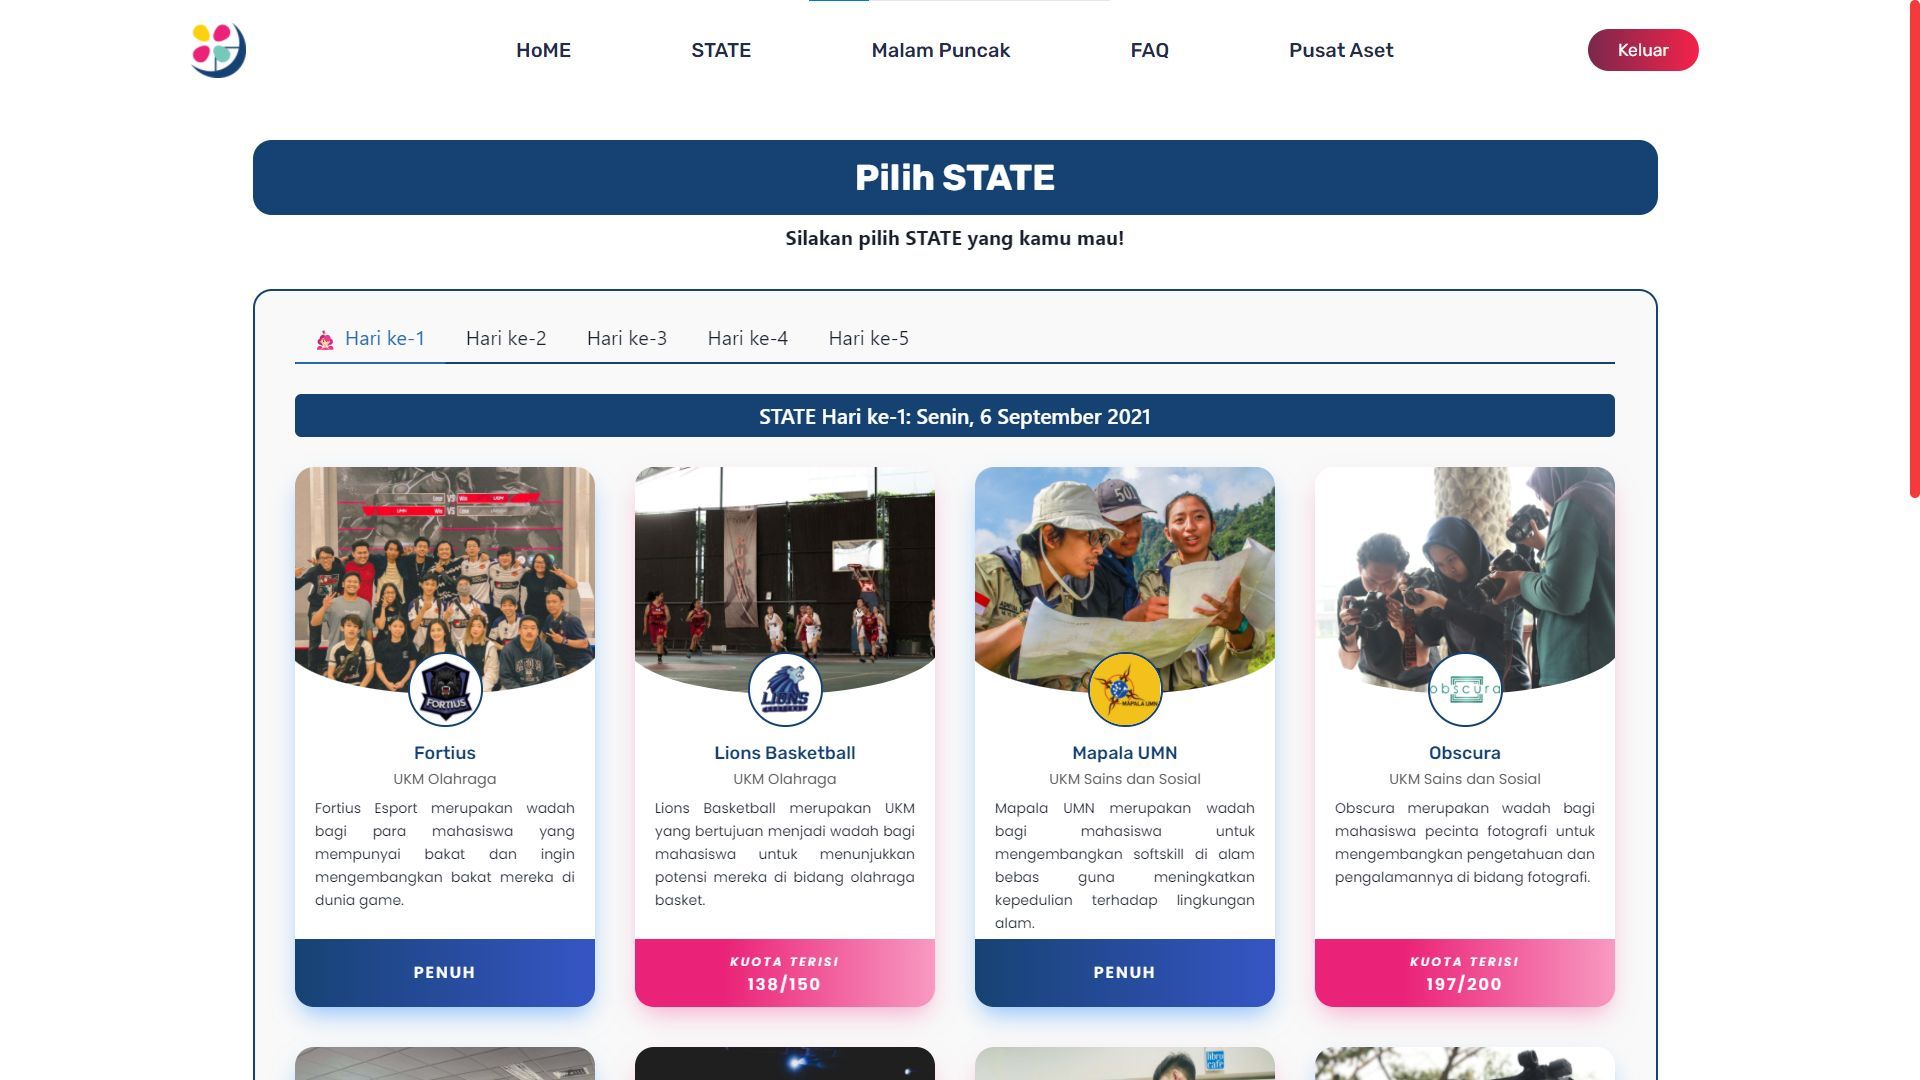 HoME
STATE
Malam Puncak
FAQ
Pusat Aset
Keluar
Pilih STATE
Silakan pilih STATE yang kamu mau!
Hari ke-1
Hari ke-2
Hari ke-3
Hari ke-4
Hari ke-5
STATE Hari ke-1: Senin, 6 September 2021
FORTIUS
Fortius
UKM Olahraga
Fortius Esport merupakan wadah
bagi para mahasiswa yang
mempunyai bakat dan ingin
mengembangkan bakat mereka di
dunia game.
PENUH
LIONS
Lions Basketball
UKM Olahraga
Lions Basketball merupakan UKM
yang bertujuan menjadi wadah bagi
mahasiswa untuk menunjukkan
potensi mereka di bidang olahraga
basket.
KUOTA TERISI
138/150
501
MAPALA UMN
Mapala UMN
UKM Sains dan Sosial
Mapala UMN merupakan wadah
bagi mahasiswa untuk
mengembangkan softskill di alam
bebas guna meningkatkan
kepedulian terhadap lingkungan
alam.
PENUH
obscura
Obscura
UKM Sains dan Sosial
Obscura merupakan wadah bagi
mahasiswa pecinta fotografi untuk
mengembangkan pengetahuan dan
pengalamannya di bidang fotografi.
KUOTA TERISI
197/200